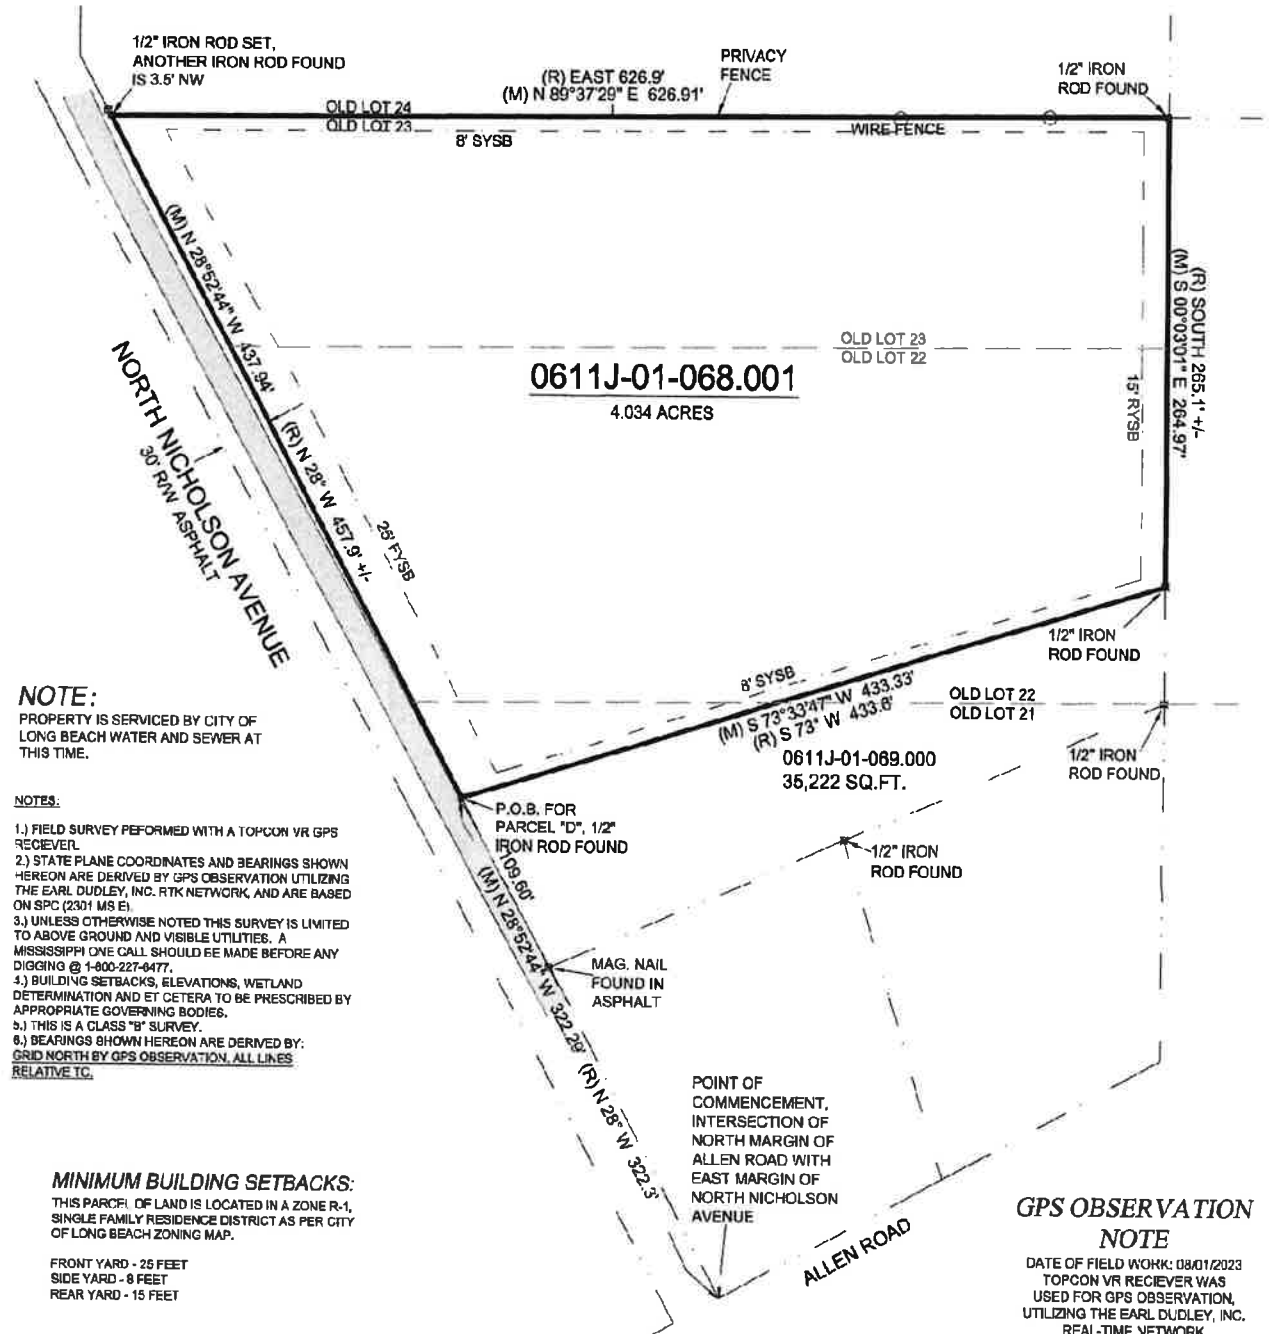 1/2" IRON ROD SET,
ANOTHER IRON ROD FOUND
IS 3.5' NW
(R) EAST 626.9'
(M) N 89°37'29" E 626.91'
PRIVACY
FENCE
1/2" IRON
ROD FOUND
OLD LOT 24
OLD LOT 23
8' SYSB
WIRE FENCE
(M) N 28°52'44" W 437.94'
(R) N 28° W 457.9' +/-
(R) SOUTH 265.1' +/-
(M) S 00°03'01" E 264.97'
OLD LOT 23
OLD LOT 22
0611J-01-068.001
4.034 ACRES
15' RYSB
NORTH NICHOLSON AVENUE
30' R/W ASPHALT
25' FYSB
1/2" IRON
ROD FOUND
8' SYSB
(M) S 73°33'47" W 433.33'
(R) S 73° W 433.6'
OLD LOT 22
OLD LOT 21
0611J-01-069.000
35,222 SQ.FT.
1/2" IRON
ROD FOUND
NOTE:
PROPERTY IS SERVICED BY CITY OF
LONG BEACH WATER AND SEWER AT
THIS TIME.
P.O.B. FOR
PARCEL "D", 1/2"
IRON ROD FOUND
1/2" IRON
ROD FOUND
NOTES:
1.) FIELD SURVEY PEFORMED WITH A TOPCON VR GPS
RECIEVER.
2.) STATE PLANE COORDINATES AND BEARINGS SHOWN
HEREON ARE DERIVED BY GPS OBSERVATION UTILIZING
THE EARL DUDLEY, INC. RTK NETWORK, AND ARE BASED
ON SPC (2301 MS E).
3.) UNLESS OTHERWISE NOTED THIS SURVEY IS LIMITED
TO ABOVE GROUND AND VISIBLE UTILITIES. A
MISSISSIPPI ONE CALL SHOULD BE MADE BEFORE ANY
DIGGING @ 1-800-227-6477.
4.) BUILDING SETBACKS, ELEVATIONS, WETLAND
DETERMINATION AND ET CETERA TO BE PRESCRIBED BY
APPROPRIATE GOVERNING BODIES.
5.) THIS IS A CLASS "B" SURVEY.
6.) BEARINGS SHOWN HEREON ARE DERIVED BY:
GRID NORTH BY GPS OBSERVATION, ALL LINES
RELATIVE TO.
109.60'
(M) N 28°52'44" W 322.29'
(R) N 28° W 322.3'
MAG. NAIL
FOUND IN
ASPHALT
POINT OF
COMMENCEMENT,
INTERSECTION OF
NORTH MARGIN OF
ALLEN ROAD WITH
EAST MARGIN OF
NORTH NICHOLSON
AVENUE
ALLEN ROAD
MINIMUM BUILDING SETBACKS:
THIS PARCEL OF LAND IS LOCATED IN A ZONE R-1,
SINGLE FAMILY RESIDENCE DISTRICT AS PER CITY
OF LONG BEACH ZONING MAP.
FRONT YARD - 25 FEET
SIDE YARD - 8 FEET
REAR YARD - 15 FEET
GPS OBSERVATION
NOTE
DATE OF FIELD WORK: 08/01/2023
TOPCON VR RECIEVER WAS
USED FOR GPS OBSERVATION,
UTILIZING THE EARL DUDLEY, INC.
REAL-TIME NETWORK